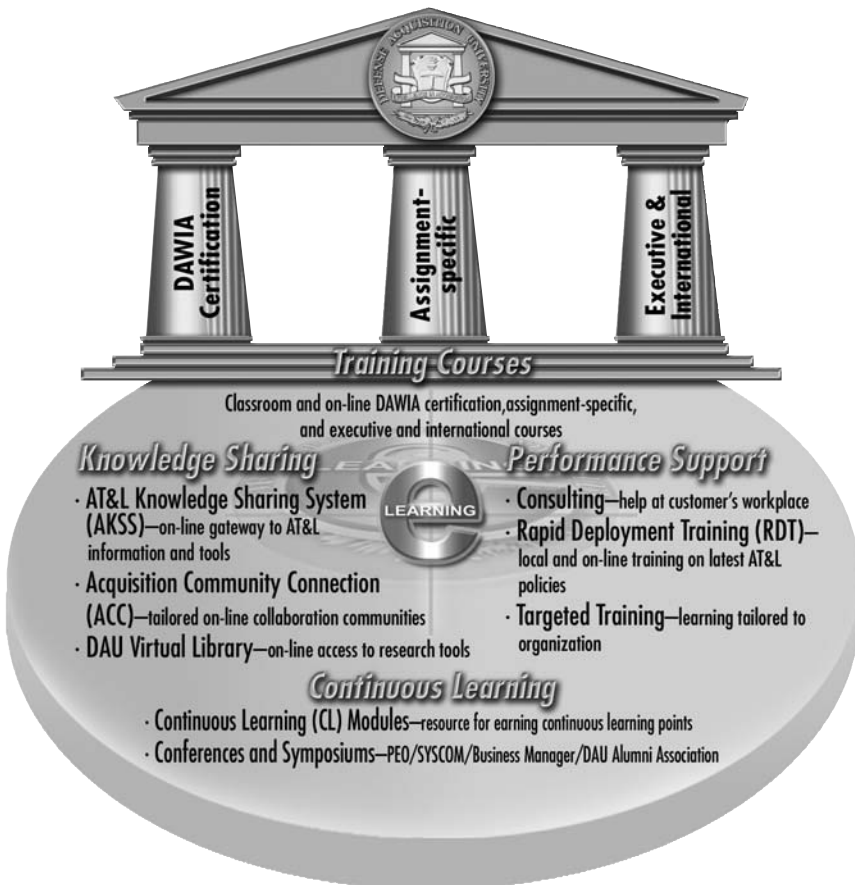 DEFENSE ACQUISITION UNIVERSITY
DAWIA
Certification
Assignment-
specific
Executive &
International
Training Courses
Classroom and on-line DAWIA certification,assignment-specific,
and executive and international courses
Knowledge Sharing
· AT&L Knowledge Sharing System
(AKSS)—on-line gateway to AT&L
information and tools
· Acquisition Community Connection
(ACC)—tailored on-line collaboration communities
· DAU Virtual Library—on-line access to research tools
LEARNING
e
LEARNING
Performance Support
· Consulting—help at customer's workplace
· Rapid Deployment Training (RDT)—
local and on-line training on latest AT&L
policies
· Targeted Training—learning tailored to
organization
Continuous Learning
· Continuous Learning (CL) Modules—resource for earning continuous learning points
· Conferences and Symposiums—PEO/SYSCOM/Business Manager/DAU Alumni Association